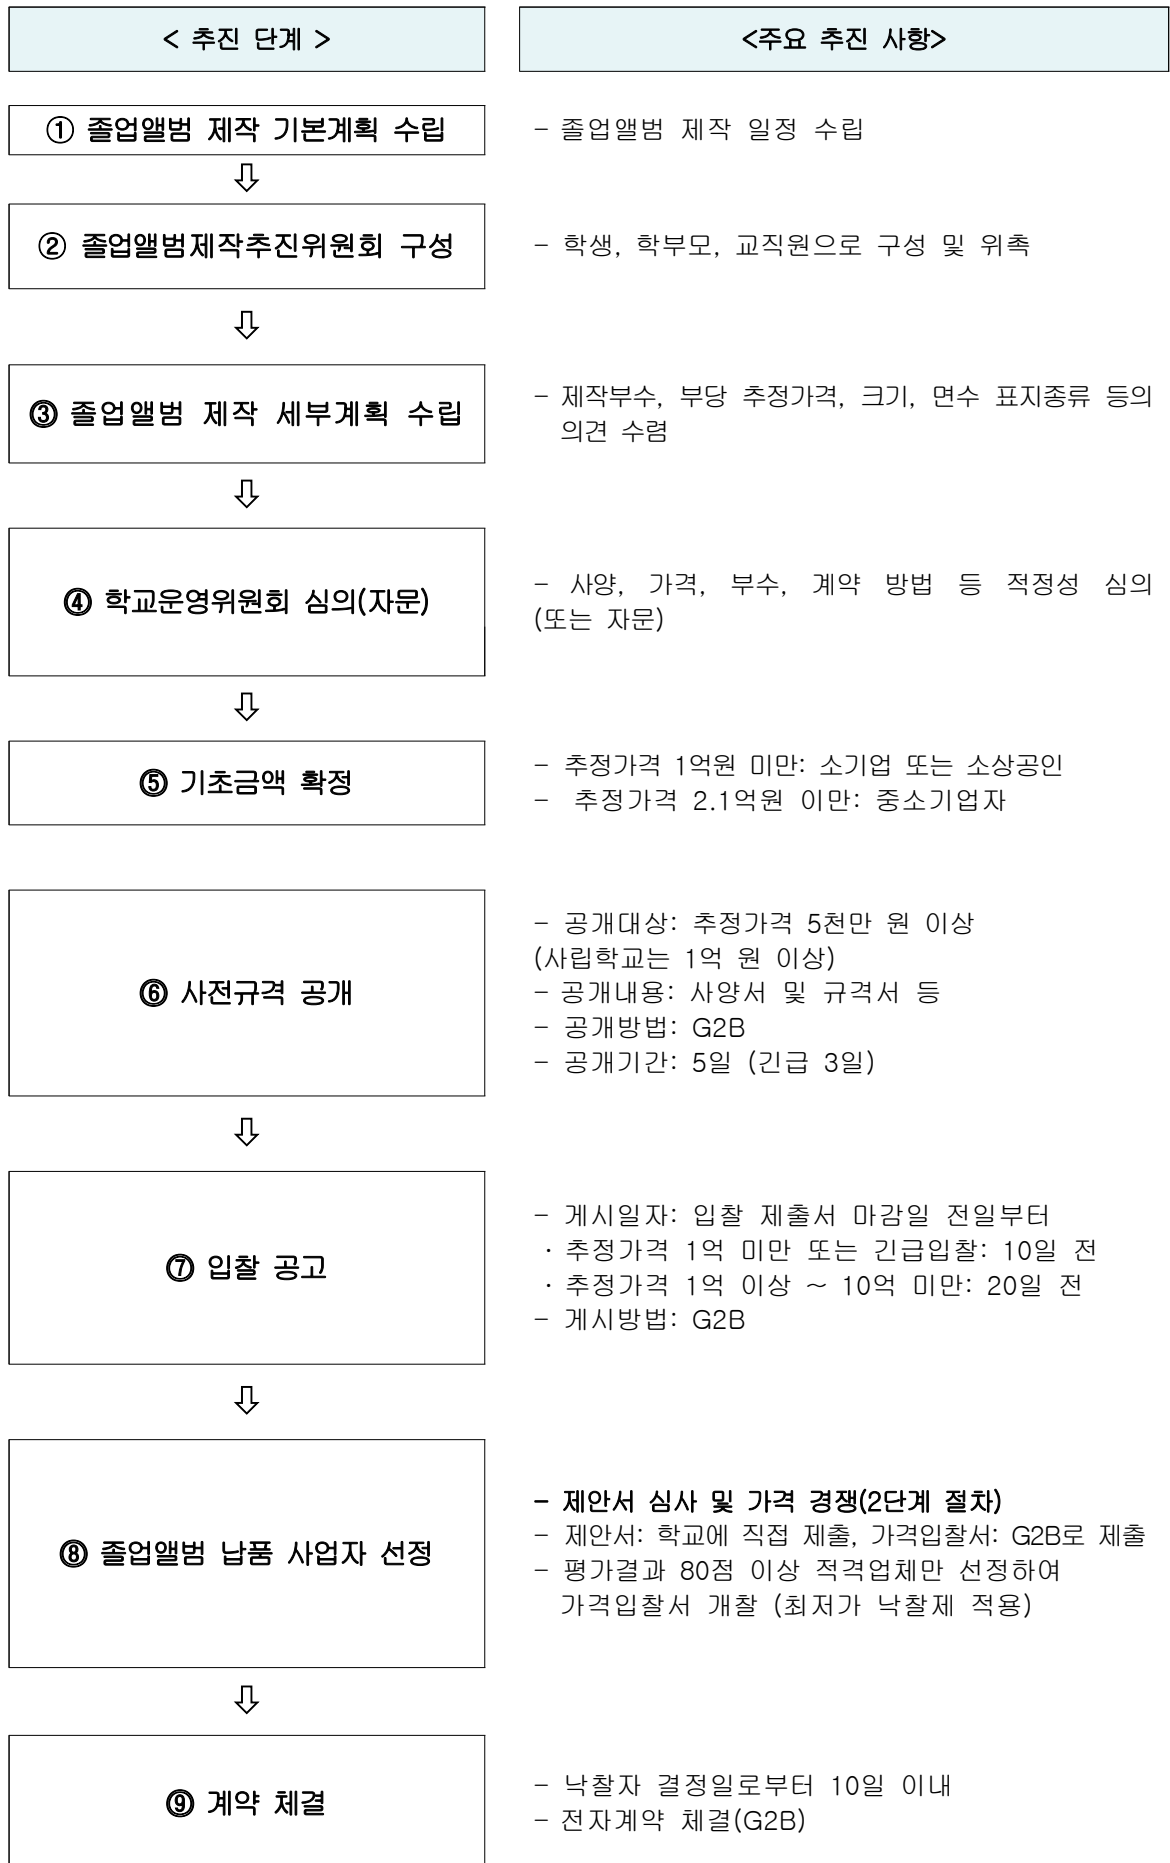 < 추진 단계 >
<주요 추진 사항>
① 졸업앨범 제작 기본계획 수립
- 졸업앨범 제작 일정 수립
⇩
② 졸업앨범제작추진위원회 구성
- 학생, 학부모, 교직원으로 구성 및 위촉
⇩
③ 졸업앨범 제작 세부계획 수립
- 제작부수, 부당 추정가격, 크기, 면수 표지종류 등의
의견 수렴
⇩
④ 학교운영위원회 심의(자문)
- 사양, 가격, 부수, 계약 방법 등 적정성 심의
(또는 자문)
⇩
⑤ 기초금액 확정
- 추정가격 1억원 미만: 소기업 또는 소상공인
- 추정가격 2.1억원 이만: 중소기업자
⑥ 사전규격 공개
- 공개대상: 추정가격 5천만 원 이상
(사립학교는 1억 원 이상)
- 공개내용: 사양서 및 규격서 등
- 공개방법: G2B
- 공개기간: 5일 (긴급 3일)
⇩
⑦ 입찰 공고
- 게시일자: 입찰 제출서 마감일 전일부터
· 추정가격 1억 미만 또는 긴급입찰: 10일 전
· 추정가격 1억 이상 ~ 10억 미만: 20일 전
- 게시방법: G2B
⇩
⑧ 졸업앨범 납품 사업자 선정
- 제안서 심사 및 가격 경쟁(2단계 절차)
- 제안서: 학교에 직접 제출, 가격입찰서: G2B로 제출
- 평가결과 80점 이상 적격업체만 선정하여
가격입찰서 개찰 (최저가 낙찰제 적용)
⇩
⑨ 계약 체결
- 낙찰자 결정일로부터 10일 이내
- 전자계약 체결(G2B)